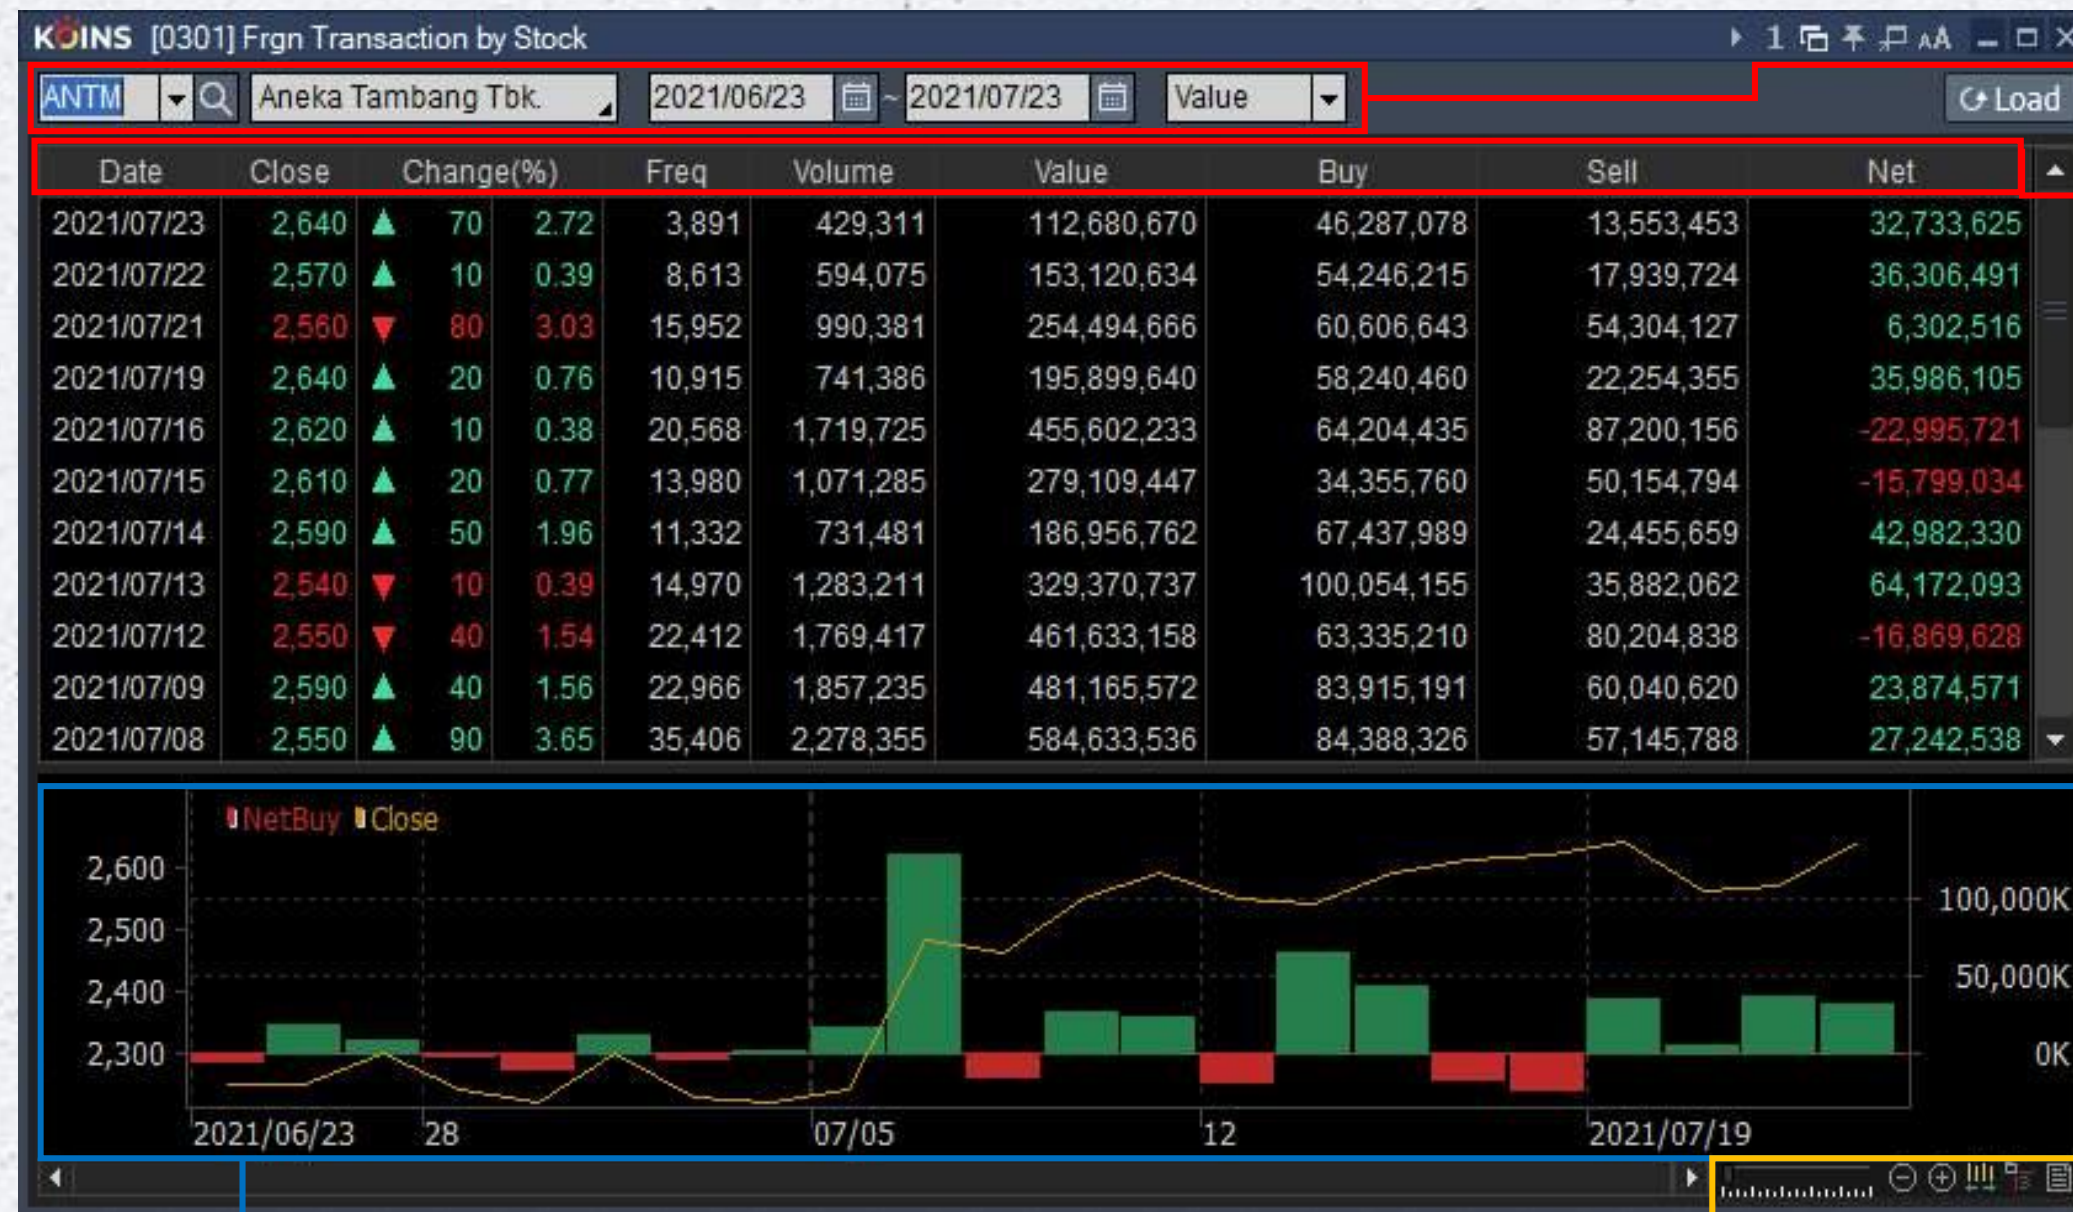 KOINS [0301] Frgn Transaction by Stock 1 AA
ANTM Aneka Tambang Tbk. 2021/06/23 ~ 2021/07/23 Value Load
Date Close Change(%) Freq Volume Value Buy Sell Net
2021/07/23 2,640 ▲ 70 2.72 3,891 429,311 112,680,670 46,287,078 13,553,453 32,733,625
2021/07/22 2,570 ▲ 10 0.39 8,613 594,075 153,120,634 54,246,215 17,939,724 36,306,491
2021/07/21 2,560 ▼ 80 3.03 15,952 990,381 254,494,666 60,606,643 54,304,127 6,302,516
2021/07/19 2,640 ▲ 20 0.76 10,915 741,386 195,899,640 58,240,460 22,254,355 35,986,105
2021/07/16 2,620 ▲ 10 0.38 20,568 1,719,725 455,602,233 64,204,435 87,200,156 -22,995,721
2021/07/15 2,610 ▲ 20 0.77 13,980 1,071,285 279,109,447 34,355,760 50,154,794 -15,799,034
2021/07/14 2,590 ▲ 50 1.96 11,332 731,481 186,956,762 67,437,989 24,455,659 42,982,330
2021/07/13 2,540 ▼ 10 0.39 14,970 1,283,211 329,370,737 100,054,155 35,882,062 64,172,093
2021/07/12 2,550 ▼ 40 1.54 22,412 1,769,417 461,633,158 63,335,210 80,204,838 -16,869,628
2021/07/09 2,590 ▲ 40 1.56 22,966 1,857,235 481,165,572 83,915,191 60,040,620 23,874,571
2021/07/08 2,550 ▲ 90 3.65 35,406 2,278,355 584,633,536 84,388,326 57,145,788 27,242,538
NetBuy Close
2,600
100,000K
2,500
50,000K
2,400
2,300 0K
2021/06/23 28 07/05 12 2021/07/19